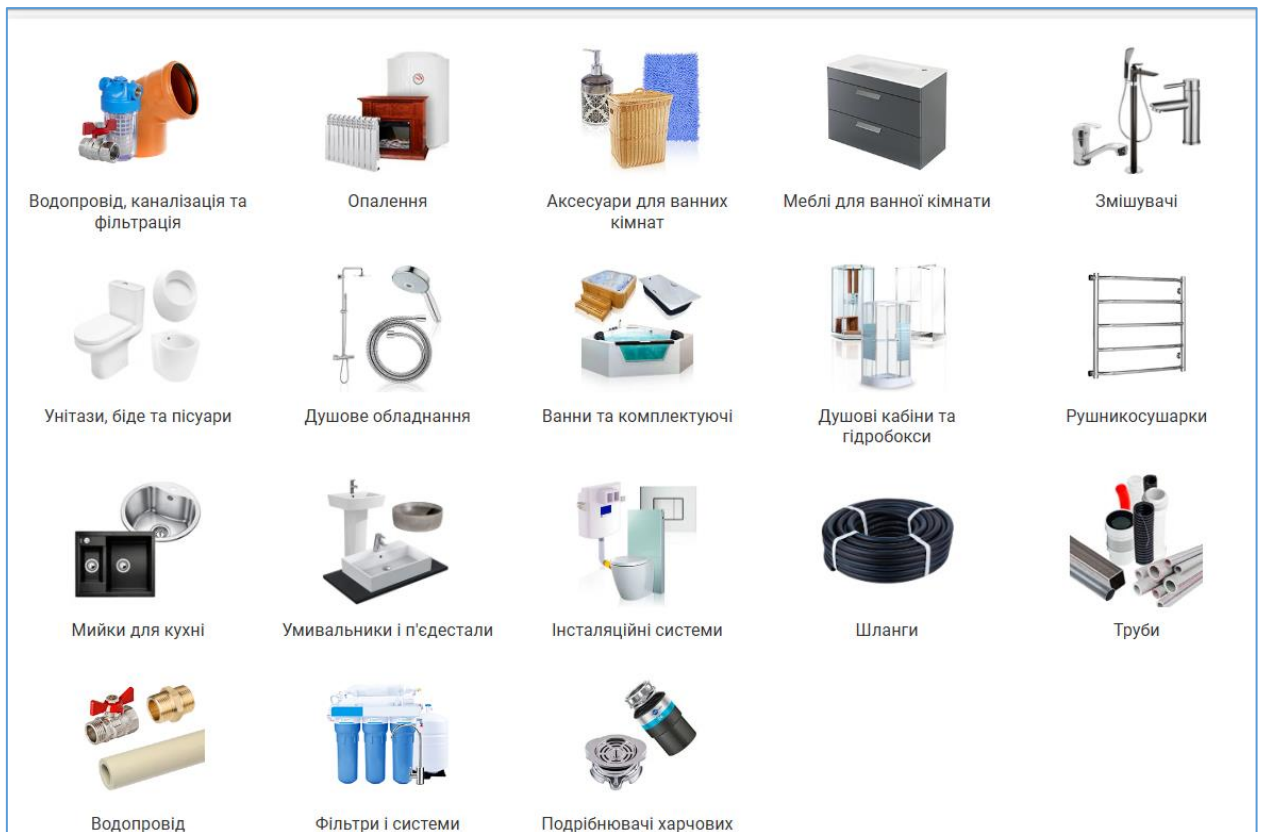 Водопровід, каналізація та
фільтрація
Опалення
Аксесуари для ванних
кімнат
Меблі для ванної кімнати
Змішувачі
Унітази, біде та пісуари
Душове обладнання
Ванни та комплектуючі
Душові кабіни та
гідробокси
Рушникосушарки
Мийки для кухні
Умивальники і п'єдестали
Інсталяційні системи
Шланги
Труби
Водопровід
Фільтри і системи
Подрібнювачі харчових